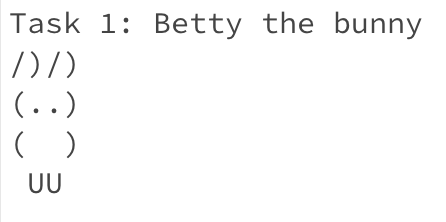 Task 1: Betty the bunny
/)/)
(..)
(  )
 UU